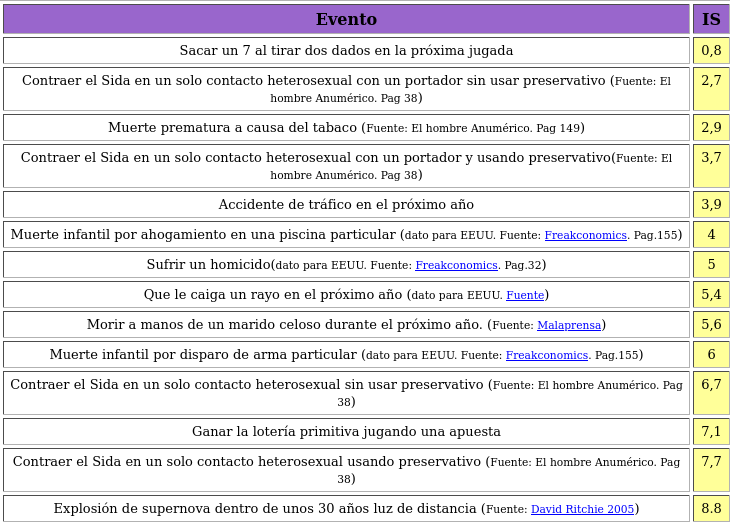 Evento IS
Sacar un 7 al tirar dos dados en la próxima jugada 0,8
Contraer el Sida en un solo contacto heterosexual con un portador sin usar preservativo (Fuente: El 2,7
hombre Anumérico. Pag 38)
Muerte prematura a causa del tabaco (Fuente: El hombre Anumérico. Pag 149) 2,9
Contraer el Sida en un solo contacto heterosexual con un portador y usando preservativo(Fuente: El 3,7
hombre Anumérico. Pag 38)
Accidente de tráfico en el próximo año 3,9
Muerte infantil por ahogamiento en una piscina particular (dato para EEUU. Fuente: Freakconomics. Pag.155) 4
Sufrir un homicido(dato para EEUU. Fuente: Freakconomics. Pag.32) 5
Que le caiga un rayo en el próximo año (dato para EEUU. Fuente) 5,4
Morir a manos de un marido celoso durante el próximo año. (Fuente: Malaprensa) 5,6
Muerte infantil por disparo de arma particular (dato para EEUU. Fuente: Freakconomics. Pag.155) 6
Contraer el Sida en un solo contacto heterosexual sin usar preservativo (Fuente: El hombre Anumérico. Pag 6,7
38)
Ganar la lotería primitiva jugando una apuesta 7,1
Contraer el Sida en un solo contacto heterosexual usando preservativo (Fuente: El hombre Anumérico. Pag 7,7
38)
Explosión de supernova dentro de unos 30 años luz de distancia (Fuente: David Ritchie 2005) 8.8